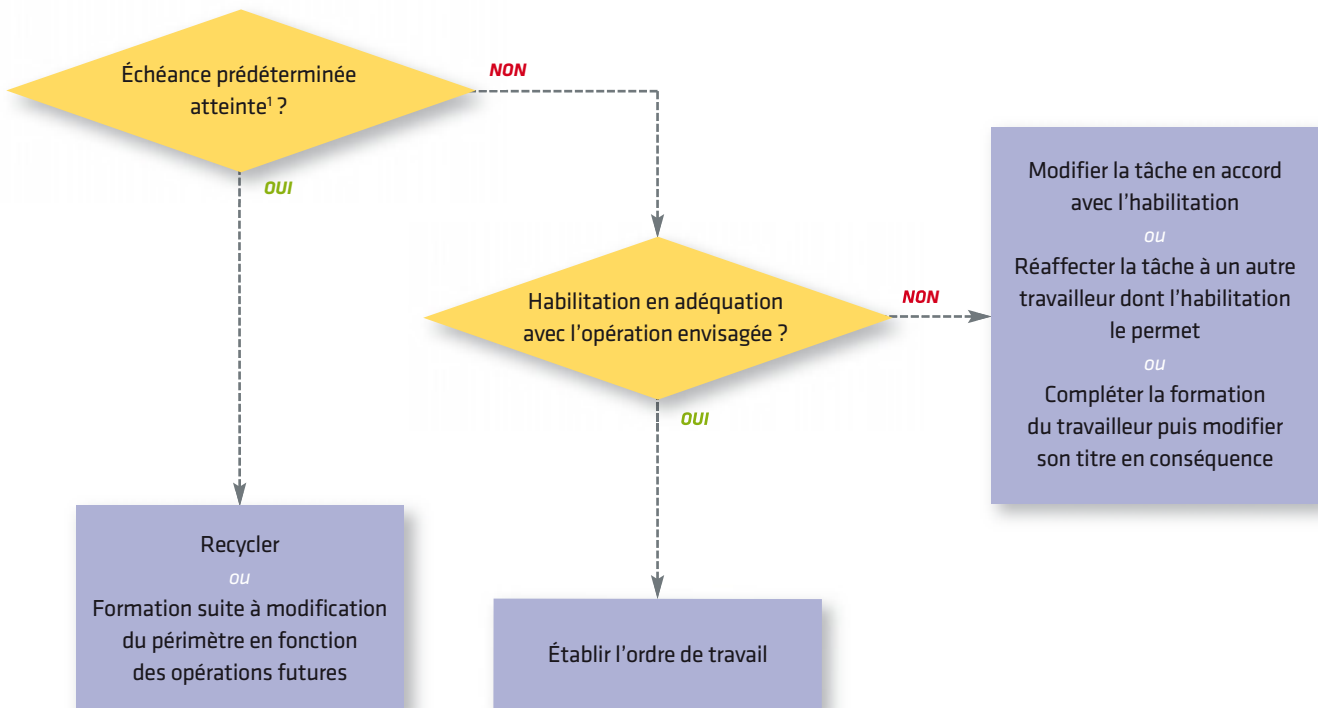 Échéance prédéterminée
atteinte¹ ?
NON
OUI
Habilitation en adéquation
avec l’opération envisagée ?
NON
OUI
Modifier la tâche en accord
avec l’habilitation
ou
Réaffecter la tâche à un autre
travailleur dont l’habilitation
le permet
ou
Compléter la formation
du travailleur puis modifier
son titre en conséquence
Recycler
ou
Formation suite à modification
du périmètre en fonction
des opérations futures
Établir l’ordre de travail